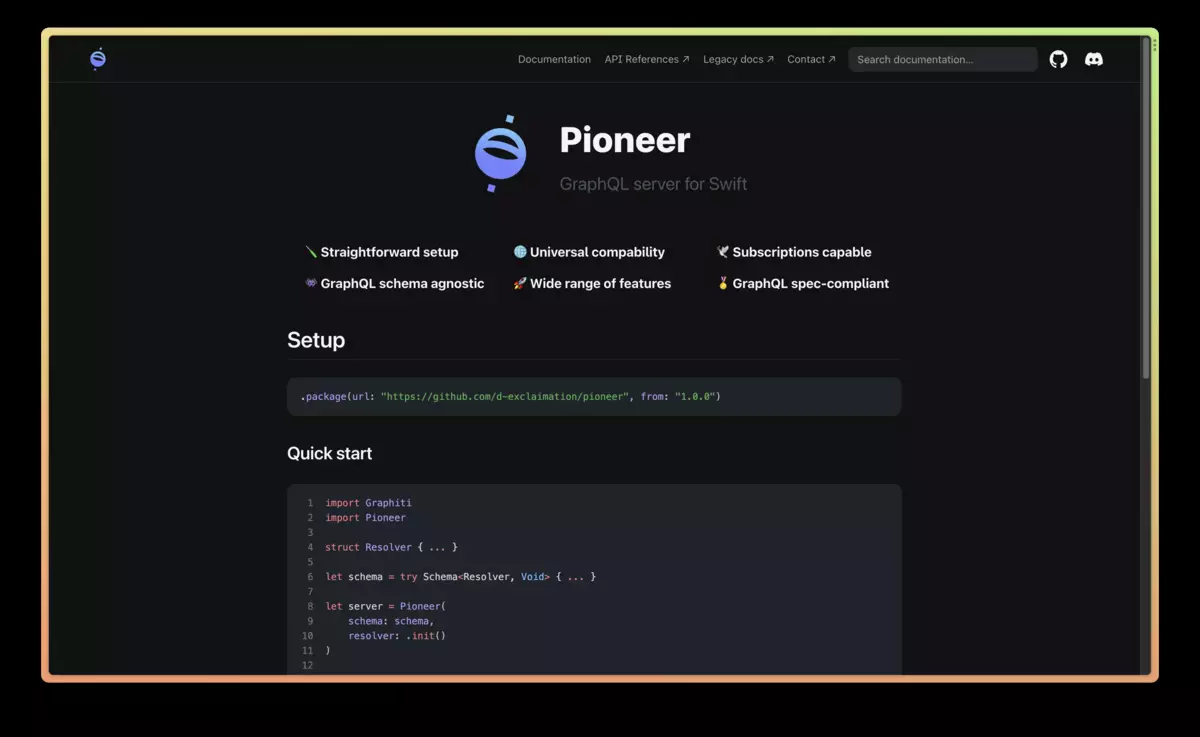 Documentation API References ↗ Legacy docs ↗ Contact ↗ Search documentation...
Pioneer
GraphQL server for Swift
Straightforward setup Universal compability Subscriptions capable
GraphQL schema agnostic Wide range of features GraphQL spec-compliant
Setup
.package(url: "https://github.com/d-exclaimation/pioneer", from: "1.0.0")
Quick start
1 import Graphiti
2 import Pioneer
3
4 struct Resolver { ... }
5
6 let schema = try Schema<Resolver, Void> { ... }
7
8 let server = Pioneer(
9     schema: schema,
10     resolver: .init()
11 )
12